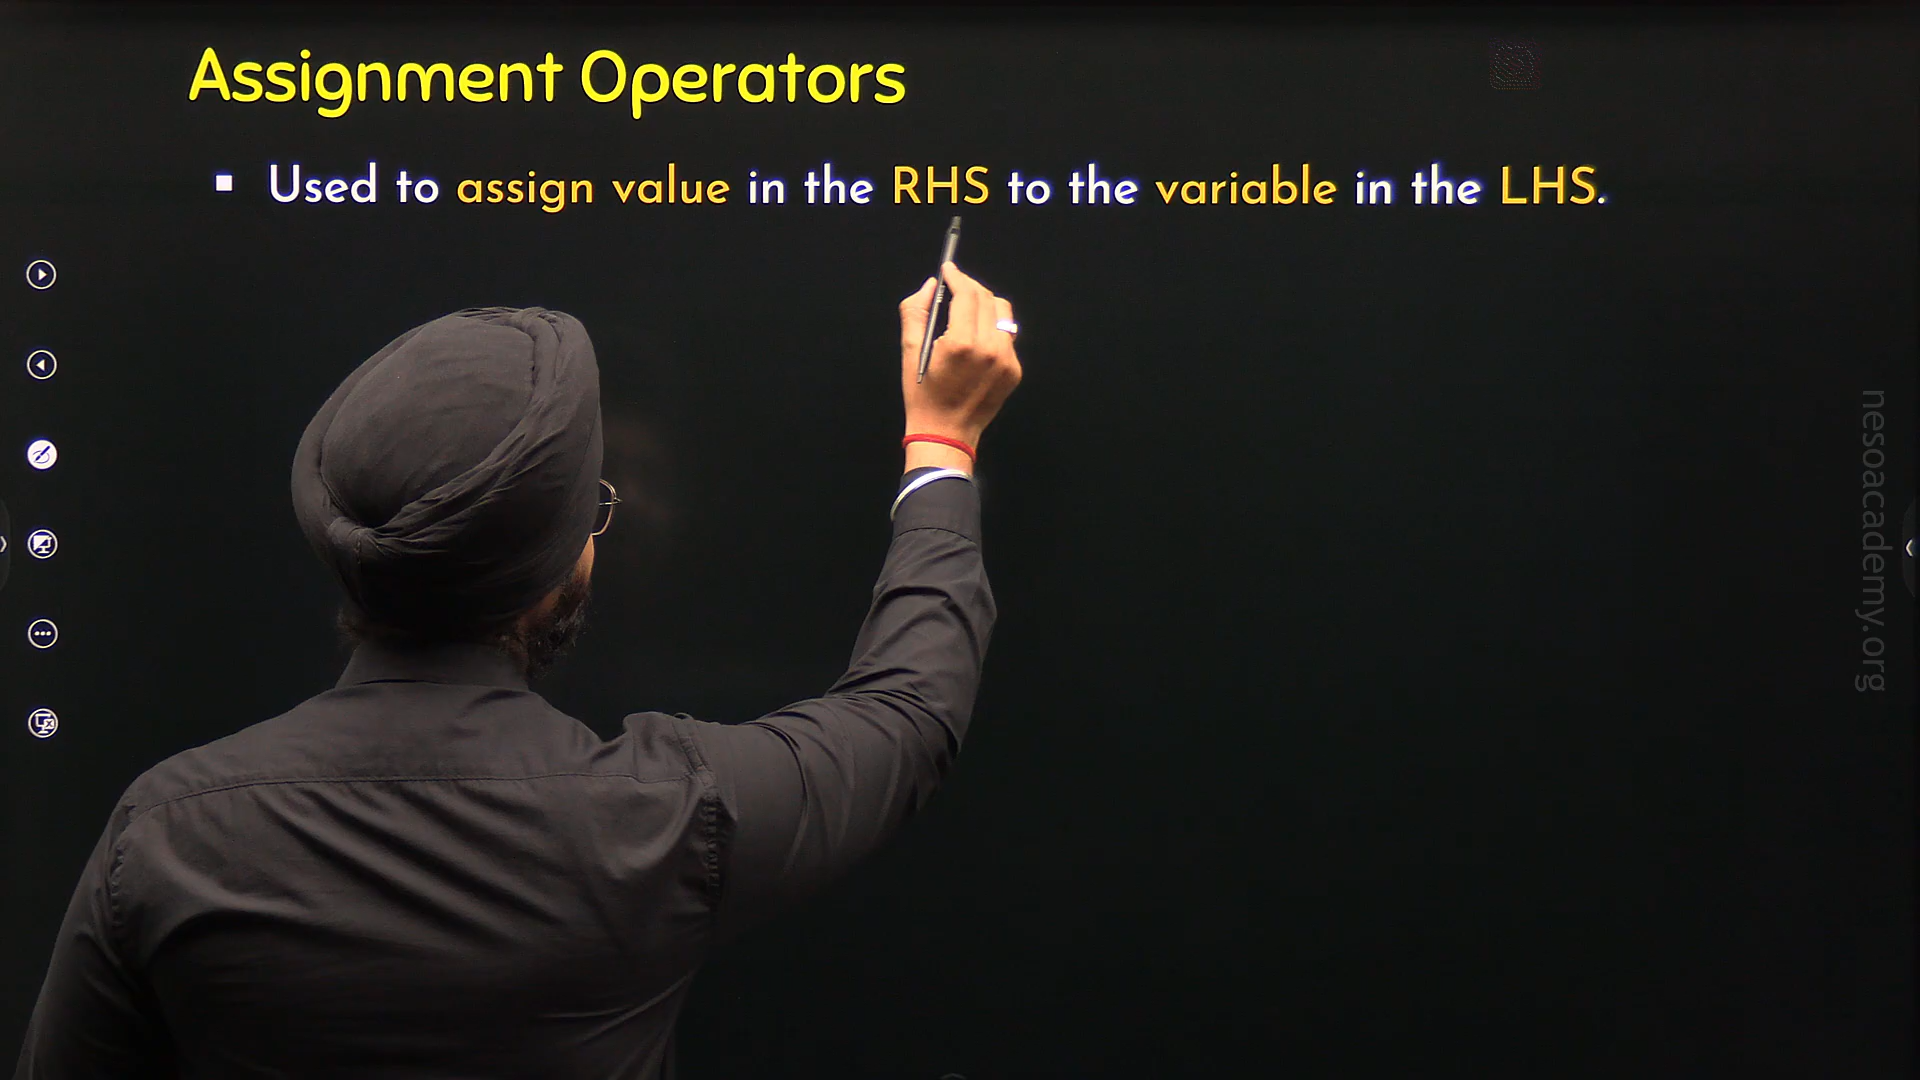 Assignment Operators
▪ Used to assign value in the RHS to the variable in the LHS.
nesoacademy.org